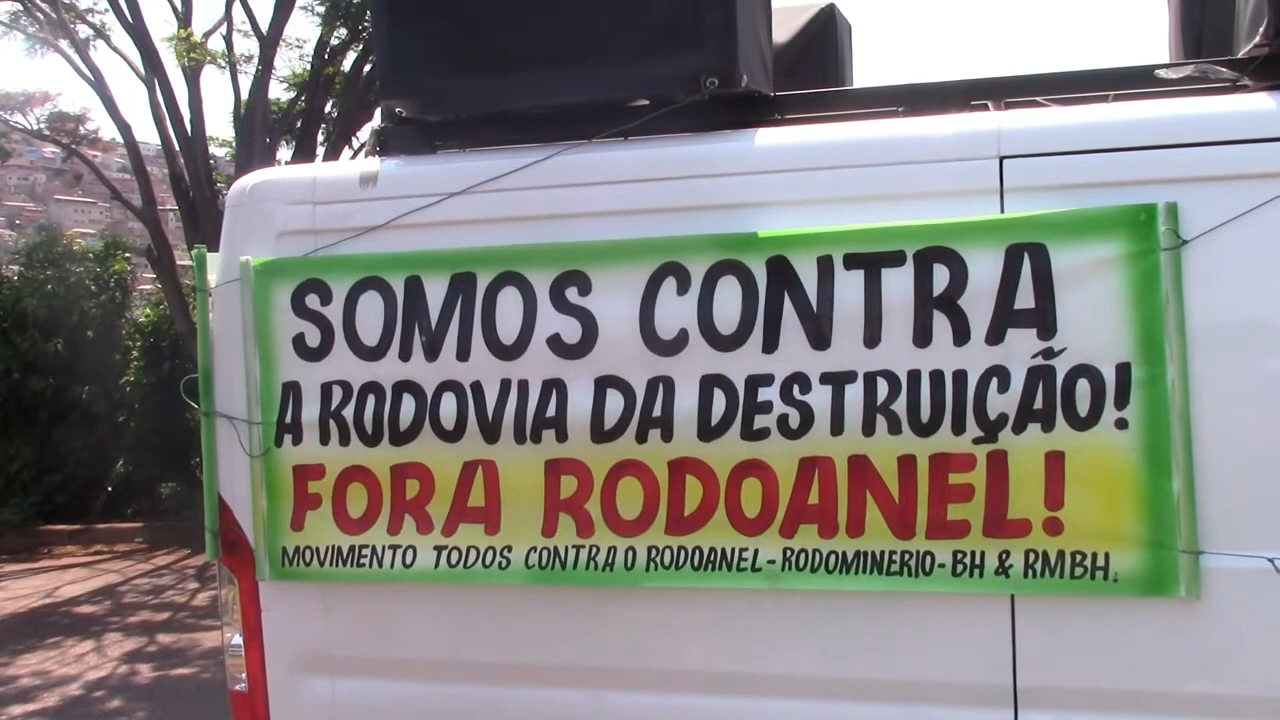 SOMOS CONTRA
A RODOVIA DA DESTRUIÇÃO!
FORA RODOANEL!
MOVIMENTO TODOS CONTRA O RODOANEL-RODOMINERIO-BH & RMBH.